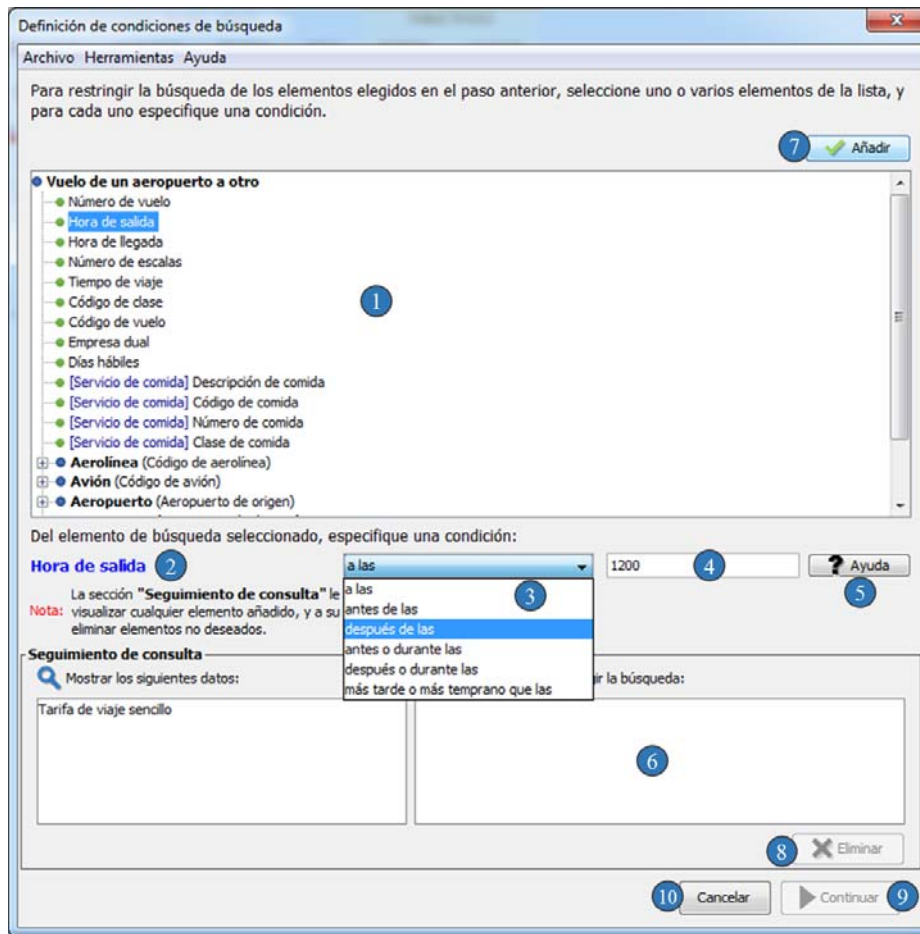 Definición de condiciones de búsqueda
Archivo Herramientas Ayuda
Para restringir la búsqueda de los elementos elegidos en el paso anterior, seleccione uno o varios elementos de la lista, y
para cada uno especifique una condición.
7 Añadir
Vuelo de un aeropuerto a otro
Número de vuelo
Hora de salida
Hora de llegada
Número de escalas
Tiempo de viaje
1
Código de clase
Código de vuelo
Empresa dual
Días hábiles
[Servicio de comida] Descripción de comida
[Servicio de comida] Código de comida
[Servicio de comida] Número de comida
[Servicio de comida] Clase de comida
Aerolínea (Código de aerolínea)
Avión (Código de avión)
Aeropuerto (Aeropuerto de origen)
Del elemento de búsqueda seleccionado, especifique una condición:
Hora de salida 2 a las 1200 4 ? Ayuda
5
a las
3
antes de las
después de las
antes o durante las
después o durante las
más tarde o más temprano que las
La sección "Seguimiento de consulta" le
Nota: visualizar cualquier elemento añadido, y a su
eliminar elementos no deseados.
Seguimiento de consulta
Mostrar los siguientes datos: ir la búsqueda:
Tarifa de viaje sencillo
6
8 Eliminar
10 Cancelar Continuar 9